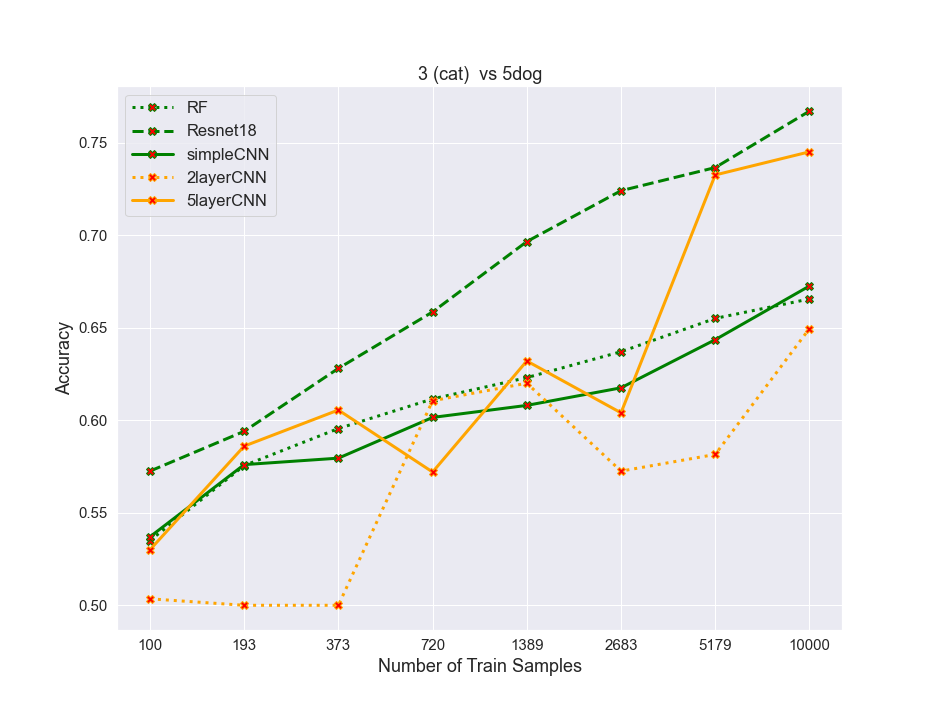 3 (cat)  vs 5dog
RF
Resnet18
simpleCNN
2layerCNN
5layerCNN
Accuracy
0.75
0.70
0.65
0.60
0.55
0.50
100 193 373 720 1389 2683 5179 10000
Number of Train Samples